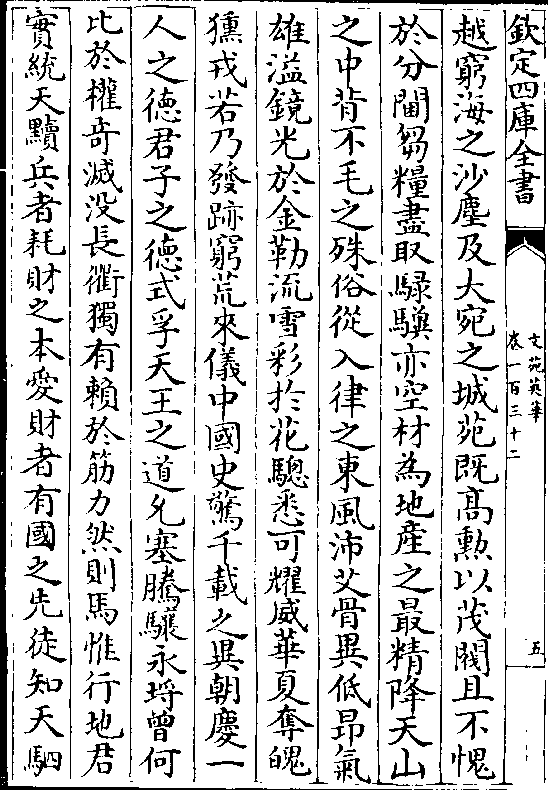 欽定四庫全書
文苑英華
卷一百三十二
五
越窮海之沙塵及大宛之城苑既髙勲以茂閥且不愧
於分閫芻糧盡取騄驥亦空材為地産之最精降天山
之中背不毛之殊俗從入律之東風沛艾骨異低昻氣
雄溢鏡光於金勒流雪彩於花驄悉可耀威華夏奪魄
獯戎若乃發跡窮荒來儀中國史驚千載之異朝慶一
人之徳君子之徳式孚天王之道允塞騰驤永埓曽何
比於權竒滅没長衢獨有賴於筋力然則馬惟行地君
實統天黷兵者耗財之本愛財者有國之先徒知天駟